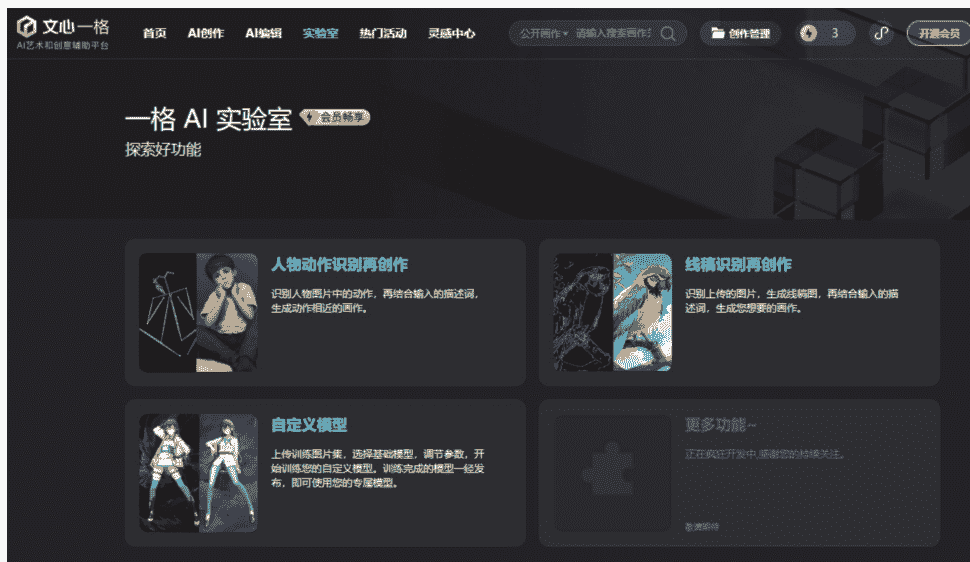 文心一格
AI艺术和创意辅助平台
首页 AI创作 AI编辑 实验室 热门活动 灵感中心
公开画作 请输入搜索画作
创作管理
3
开通会员
一格 AI 实验室
会员畅享
探索好功能
人物动作识别再创作
识别人物图片中的动作，再结合输入的描述词，
生成动作相近的画作。
线稿识别再创作
识别上传的图片，生成线稿图，再结合输入的描
述词，生成您想要的画作。
自定义模型
上传训练图片集，选择基础模型，调节参数，开
始训练您的自定义模型。训练完成的模型一经发
布，即可使用您的专属模型。
更多功能~
正在疯狂开发中,感谢您的持续关注。
敬请期待